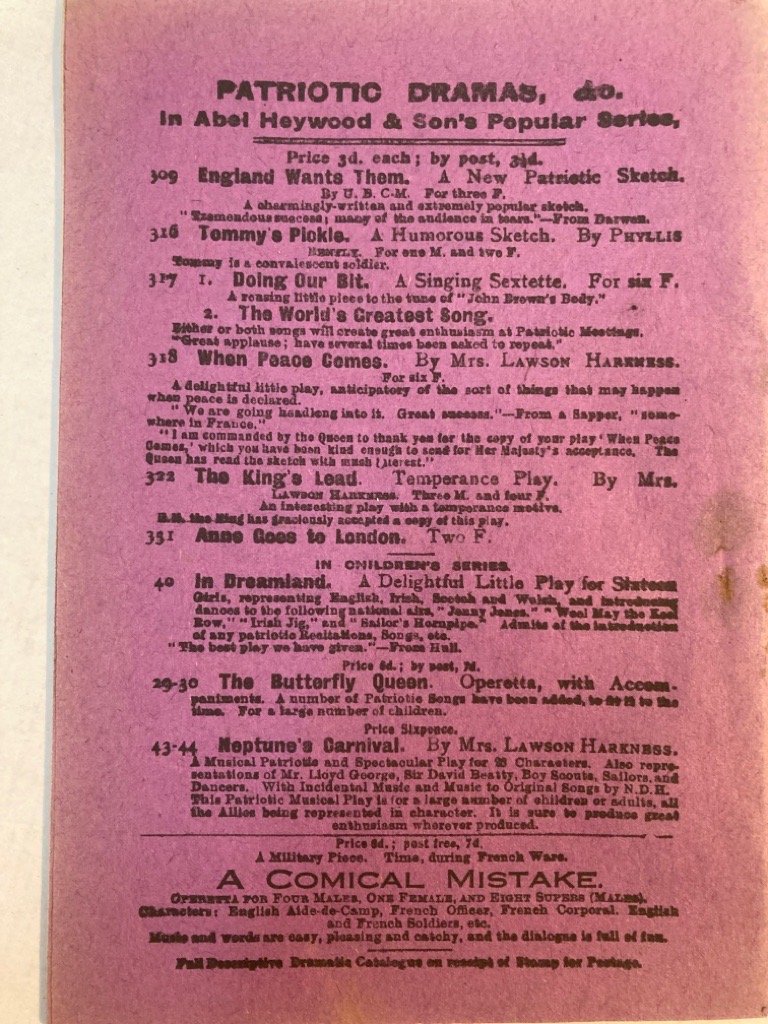 PATRIOTIC DRAMAS, &c.
in Abel Heywood & Son's Popular Series,
Price 3d. each; by post, 3½d.
309 England Wants Them. A New Patriotic Sketch.
By U. B. C-M. For three F.
A charmingly-written and extremely popular sketch.
"Tremendous success; many of the audience in tears."—From Darwen.
316 Tommy's Pickle. A Humorous Sketch. By PHYLLIS
BENTLY. For one M. and two F.
Tommy is a convalescent soldier.
317 1. Doing Our Bit. A Singing Sextette. For six F.
A rousing little piece to the tune of "John Brown's Body."
2. The World's Greatest Song.
Either or both songs will create great enthusiasm at Patriotic Meetings.
"Great applause; have several times been asked to repeat."
318 When Peace Comes. By MRS. LAWSON HARKNESS.
For six F.
A delightful little play, anticipatory of the sort of things that may happen
when peace is declared.
"We are going headlong into it. Great success."—From a Sapper, "some-
where in France."
"I am commanded by the Queen to thank you for the copy of your play 'When Peace
Comes,' which you have been kind enough to send for Her Majesty's acceptance. The
Queen has read the sketch with much interest."
322 The King's Lead. Temperance Play. By MRS.
LAWSON HARKNESS. Three M. and four F.
An interesting play with a temperance motive.
H.M. the King has graciously accepted a copy of this play.
351 Anne Goes to London. Two F.
IN CHILDREN'S SERIES.
40 In Dreamland. A Delightful Little Play for Sixteen
Girls, representing English, Irish, Scotch and Welsh, and introducing
dances to the following national airs, "Jenny Jones," "Weel May the Keel
Row," "Irish Jig," and "Sailor's Hornpipe." Admits of the introduction
of any patriotic Recitations, Songs, etc.
"The best play we have given."—From Hull.
Price 6d.; by post, 7d.
29-30 The Butterfly Queen. Operetta, with Accom-
paniments. A number of Patriotic Songs have been added, to fit it to the
time. For a large number of children.
Price Sixpence.
43-44 Neptune's Carnival. By MRS. LAWSON HARKNESS.
A Musical Patriotic and Spectacular Play for 28 Characters. Also repre-
sentations of Mr. Lloyd George, Sir David Beatty, Boy Scouts, Sailors, and
Dancers. With Incidental Music and Music to Original Songs by N.D.H.
This Patriotic Musical Play is for a large number of children or adults, all
the Allies being represented in character. It is sure to produce great
enthusiasm wherever produced.
Price 6d.; post free, 7d.
A Military Piece. Time, during French Wars.
A COMICAL MISTAKE.
OPERETTA FOR FOUR MALES, ONE FEMALE, AND EIGHT SUPERS (MALES).
Characters: English Aide-de-Camp, French Officer, French Corporal. English
and French Soldiers, etc.
Music and words are easy, pleasing and catchy, and the dialogue is full of fun.
Full Descriptive Dramatic Catalogue on receipt of Stamp for Postage.